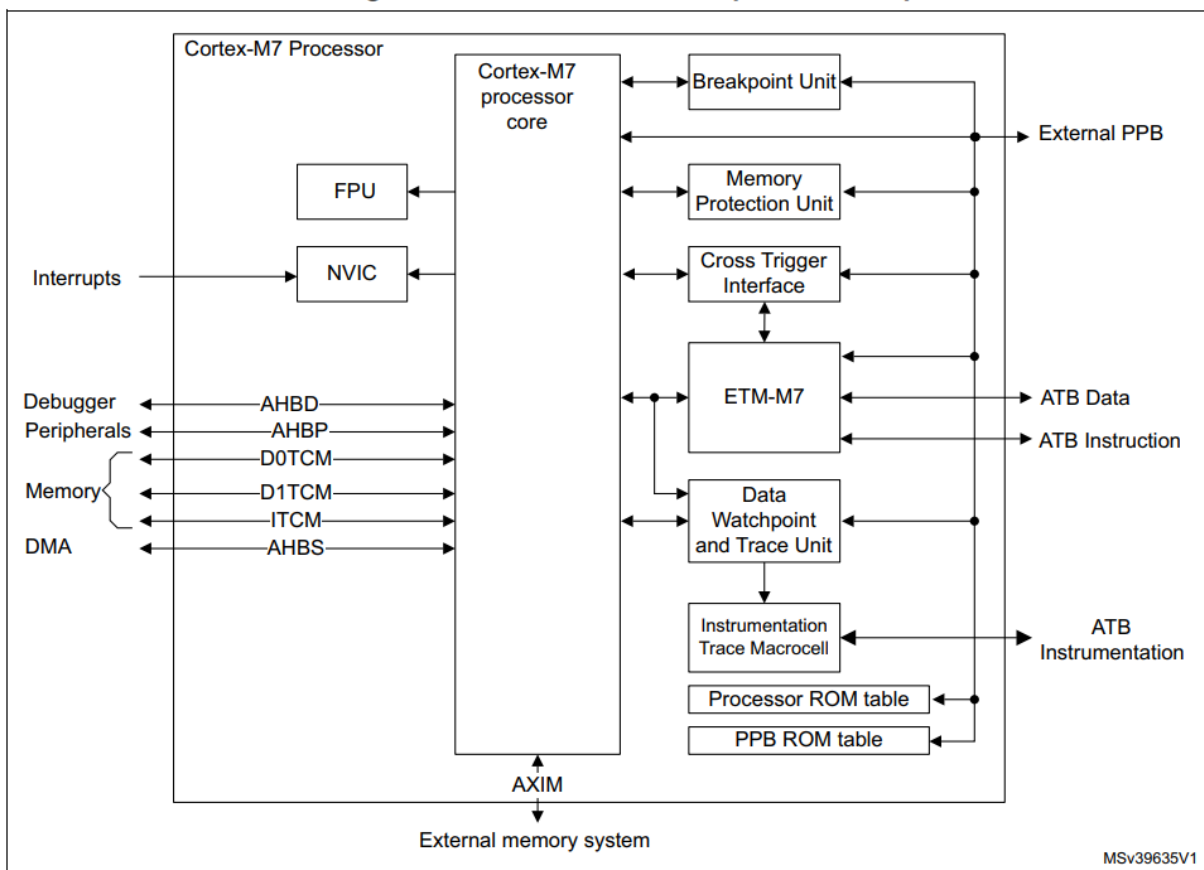 Cortex-M7 Processor
Cortex-M7
processor
core
Breakpoint Unit
External PPB
FPU
Memory
Protection Unit
Interrupts
NVIC
Cross Trigger
Interface
ETM-M7
Debugger
AHBD
ATB Data
Peripherals
AHBP
ATB Instruction
D0TCM
Memory
D1TCM
ITCM
Data
Watchpoint
and Trace Unit
DMA
AHBS
Instrumentation
Trace Macrocell
ATB
Instrumentation
Processor ROM table
PPB ROM table
AXIM
External memory system
MSv39635V1